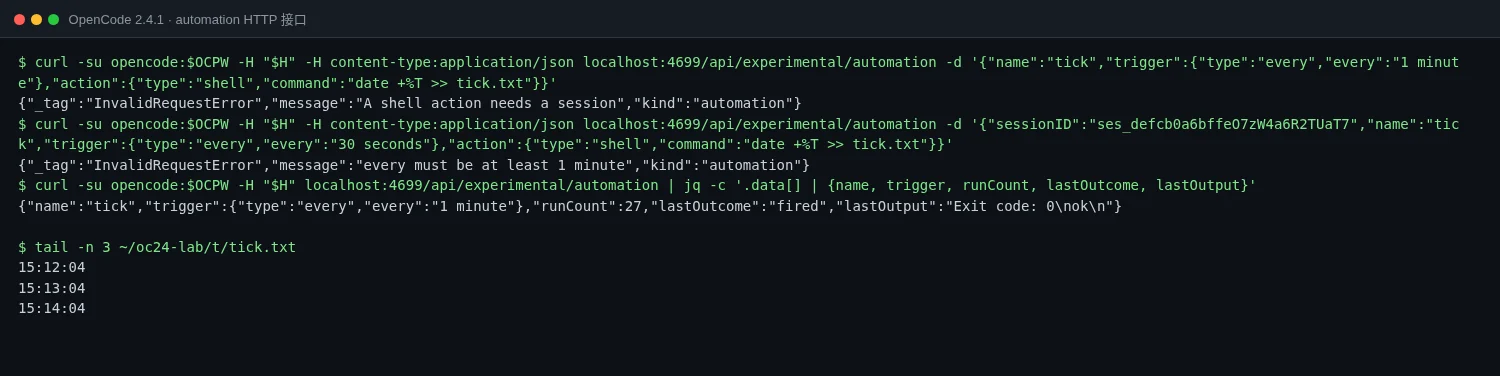 OpenCode 2.4.1 · automation HTTP 接口
$ curl -su opencode:$OCPW -H "$H" -H content-type:application/json localhost:4699/api/experimental/automation -d '{"name":"tick","trigger":{"type":"every","every":"1 minut
e"},"action":{"type":"shell","command":"date +%T >> tick.txt"}}'
{"_tag":"InvalidRequestError","message":"A shell action needs a session","kind":"automation"}
$ curl -su opencode:$OCPW -H "$H" -H content-type:application/json localhost:4699/api/experimental/automation -d '{"sessionID":"ses_defcb0a6bffeO7zW4a6R2TUaT7","name":"tic
k","trigger":{"type":"every","every":"30 seconds"},"action":{"type":"shell","command":"date +%T >> tick.txt"}}'
{"_tag":"InvalidRequestError","message":"every must be at least 1 minute","kind":"automation"}
$ curl -su opencode:$OCPW -H "$H" localhost:4699/api/experimental/automation | jq -c '.data[] | {name, trigger, runCount, lastOutcome, lastOutput}'
{"name":"tick","trigger":{"type":"every","every":"1 minute"},"runCount":27,"lastOutcome":"fired","lastOutput":"Exit code: 0\nok\n"}
$ tail -n 3 ~/oc24-lab/t/tick.txt
15:12:04
15:13:04
15:14:04